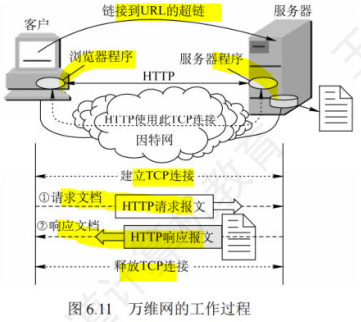 链接到URL的超链
客户
服务器
浏览器程序
服务器程序
HTTP
HTTP使用此TCP连接
因特网
建立TCP连接
①请求文档
HTTP请求报文
②响应文档
HTTP响应报文
释放TCP连接
图 6.11 万维网的工作过程